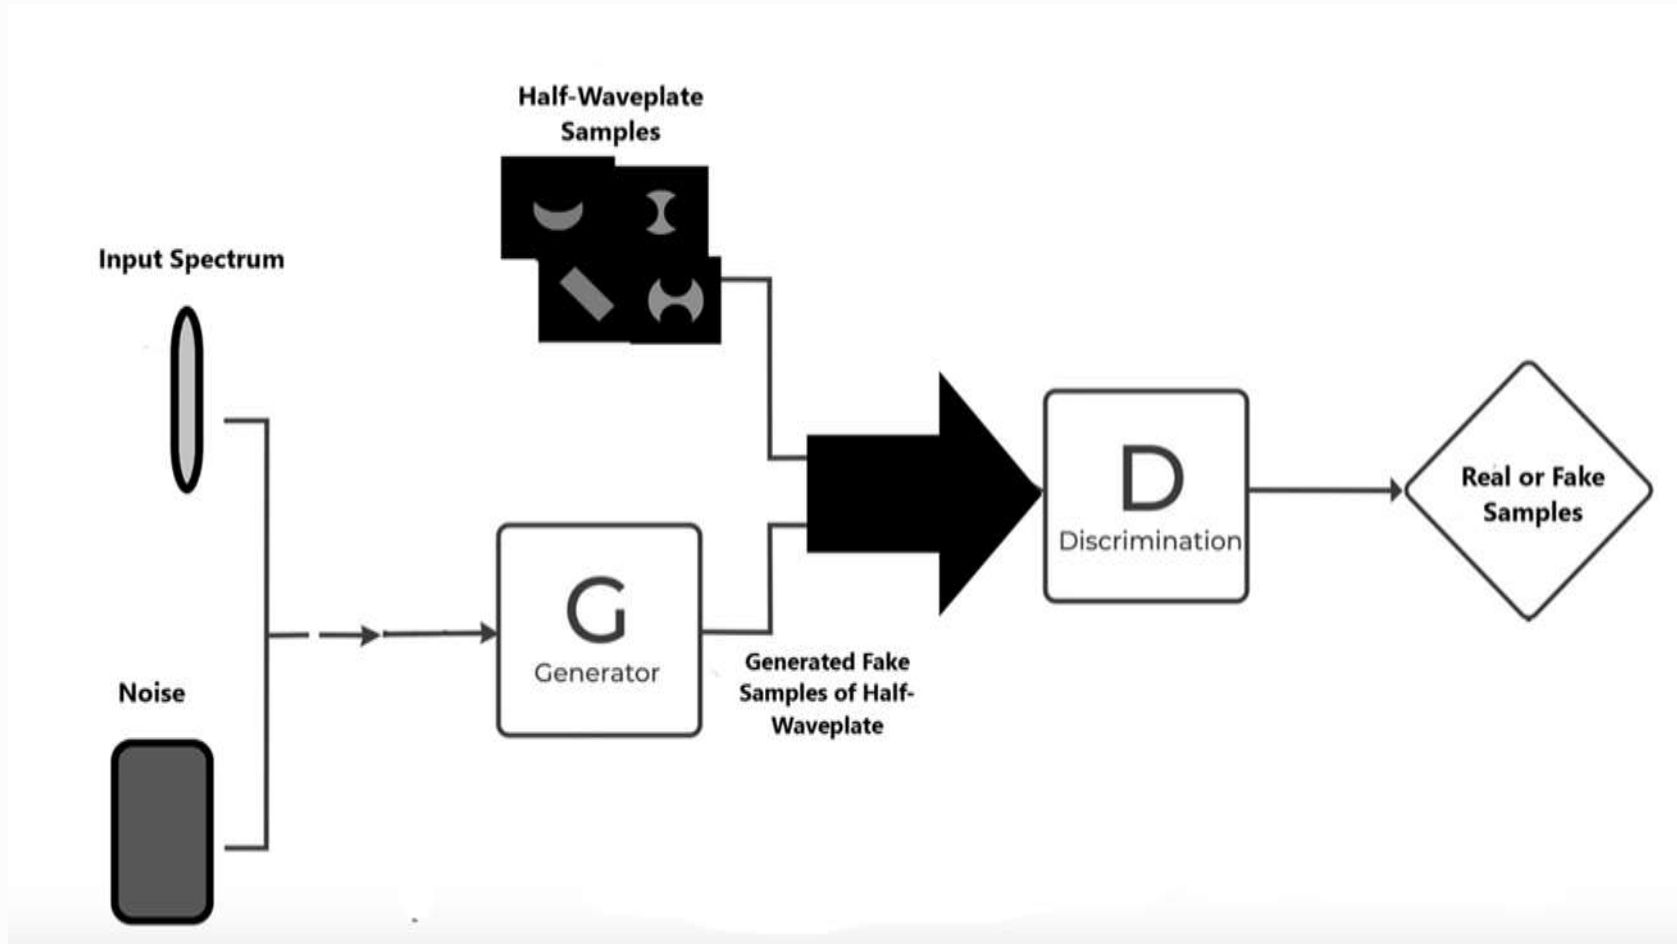 Half-Waveplate
Samples
Input Spectrum
Noise
G
Generator
Generated Fake
Samples of Half-
Waveplate
D
Discrimination
Real or Fake
Samples